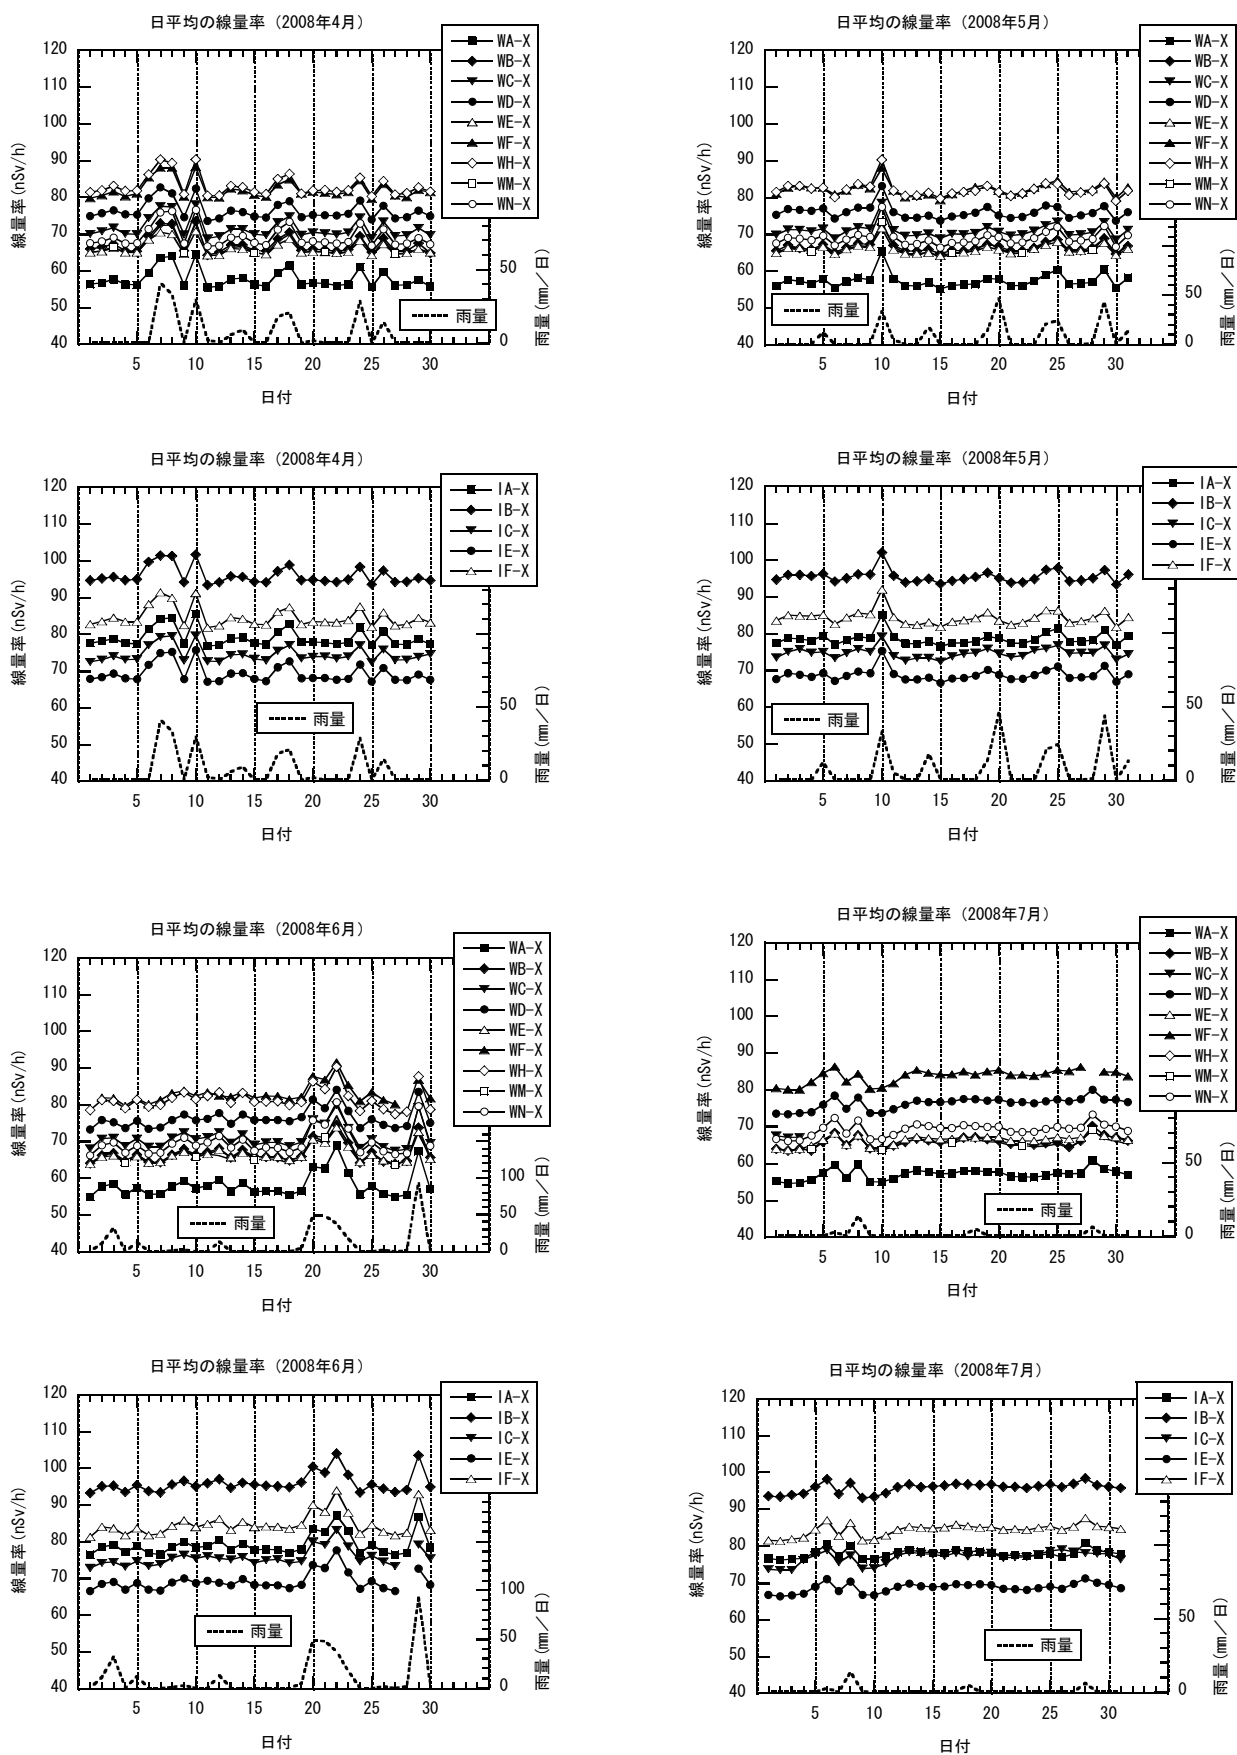 日平均の線量率 (2008年4月)
120
110
100
90
80
70
60
50
40
線量率(nSv/h)
WA-X
WB-X
WC-X
WD-X
WE-X
WF-X
WH-X
WM-X
WN-X
雨量
50
0
雨量(mm/日)
5 10 15 20 25 30
日付
日平均の線量率 (2008年5月)
120
110
100
90
80
70
60
50
40
線量率(nSv/h)
WA-X
WB-X
WC-X
WD-X
WE-X
WF-X
WH-X
WM-X
WN-X
雨量
50
0
雨量(mm/日)
5 10 15 20 25 30
日付
日平均の線量率 (2008年4月)
120
110
100
90
80
70
60
50
40
線量率(nSv/h)
IA-X
IB-X
IC-X
IE-X
IF-X
雨量
50
0
雨量(mm/日)
5 10 15 20 25 30
日付
日平均の線量率 (2008年5月)
120
110
100
90
80
70
60
50
40
線量率(nSv/h)
IA-X
IB-X
IC-X
IE-X
IF-X
雨量
50
0
雨量(mm/日)
5 10 15 20 25 30
日付
日平均の線量率 (2008年6月)
120
110
100
90
80
70
60
50
40
線量率(nSv/h)
WA-X
WB-X
WC-X
WD-X
WE-X
WF-X
WH-X
WM-X
WN-X
雨量
100
50
0
雨量(mm/日)
5 10 15 20 25 30
日付
日平均の線量率 (2008年7月)
120
110
100
90
80
70
60
50
40
線量率(nSv/h)
WA-X
WB-X
WC-X
WD-X
WE-X
WF-X
WH-X
WM-X
WN-X
雨量
50
0
雨量(mm/日)
5 10 15 20 25 30
日付
日平均の線量率 (2008年6月)
120
110
100
90
80
70
60
50
40
線量率(nSv/h)
IA-X
IB-X
IC-X
IE-X
IF-X
雨量
100
50
0
雨量(mm/日)
5 10 15 20 25 30
日付
日平均の線量率 (2008年7月)
120
110
100
90
80
70
60
50
40
線量率(nSv/h)
IA-X
IB-X
IC-X
IE-X
IF-X
雨量
50
0
雨量(mm/日)
5 10 15 20 25 30
日付